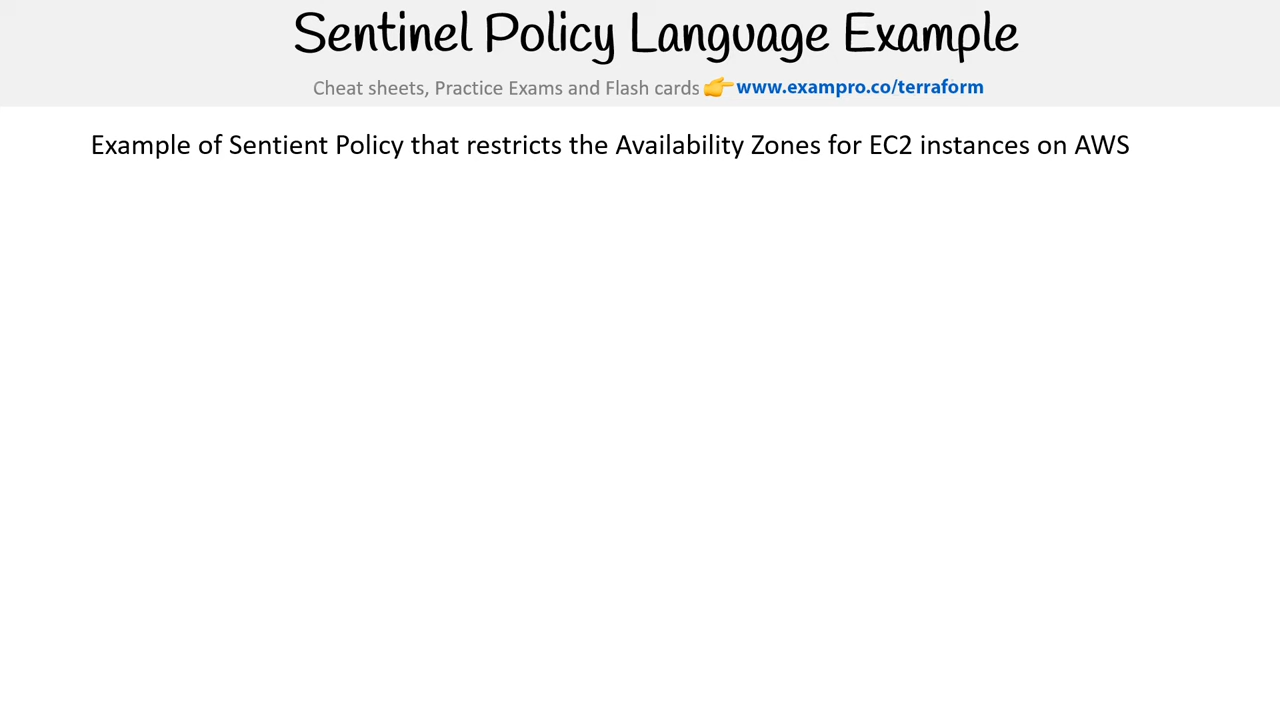 Sentinel Policy Language Example
Cheat sheets, Practice Exams and Flash cards 👉www.exampro.co/terraform
Example of Sentient Policy that restricts the Availability Zones for EC2 instances on AWS